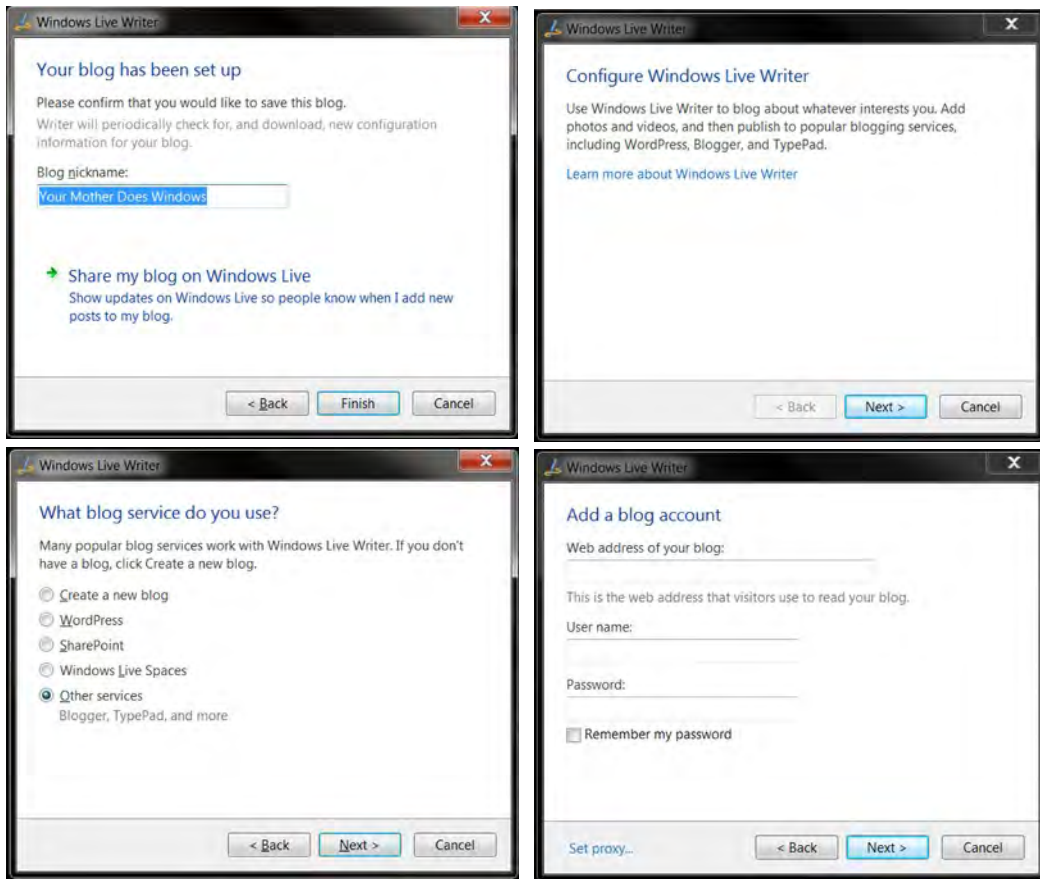 Windows Live Writer
Your blog has been set up
Please confirm that you would like to save this blog.
Writer will periodically check for, and download, new configuration
information for your blog.
Blog nickname:
Your Mother Does Windows
Share my blog on Windows Live
Show updates on Windows Live so people know when I add new
posts to my blog.
< Back Finish Cancel
Windows Live Writer
Configure Windows Live Writer
Use Windows Live Writer to blog about whatever interests you. Add
photos and videos, and then publish to popular blogging services,
including WordPress, Blogger, and TypePad.
Learn more about Windows Live Writer
< Back Next > Cancel
Windows Live Writer
What blog service do you use?
Many popular blog services work with Windows Live Writer. If you don't
have a blog, click Create a new blog.
Create a new blog
WordPress
SharePoint
Windows Live Spaces
Other services
Blogger, TypePad, and more
< Back Next > Cancel
Windows Live Writer
Add a blog account
Web address of your blog:
This is the web address that visitors use to read your blog.
User name:
Password:
Remember my password
Set proxy... < Back Next > Cancel